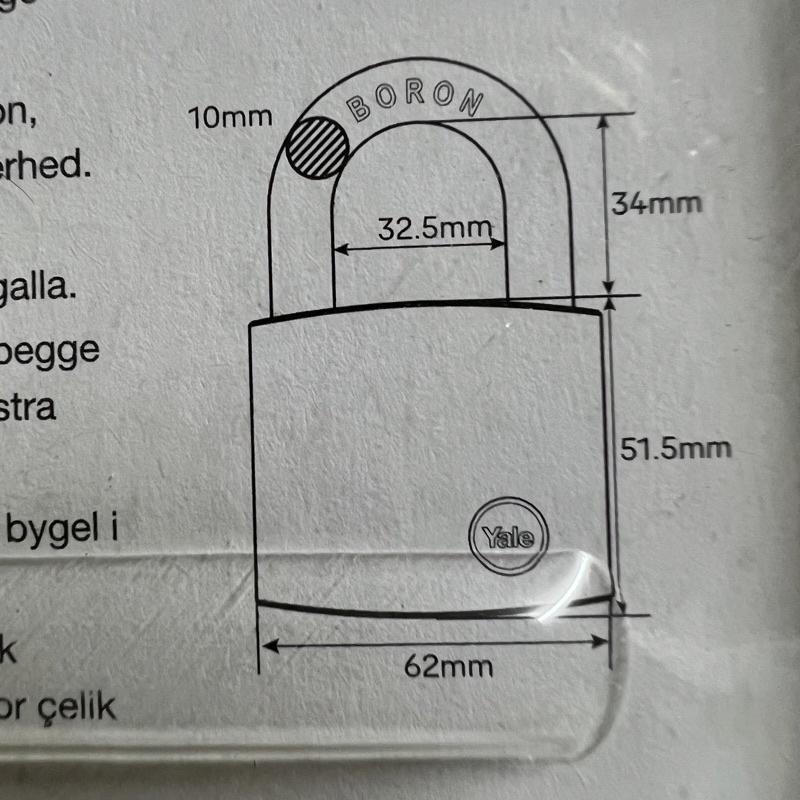 on,
erhed.
galla.
begge
stra
bygel i
k
or çelik
BORON
10mm
34mm
32.5mm
51.5mm
Yale
62mm